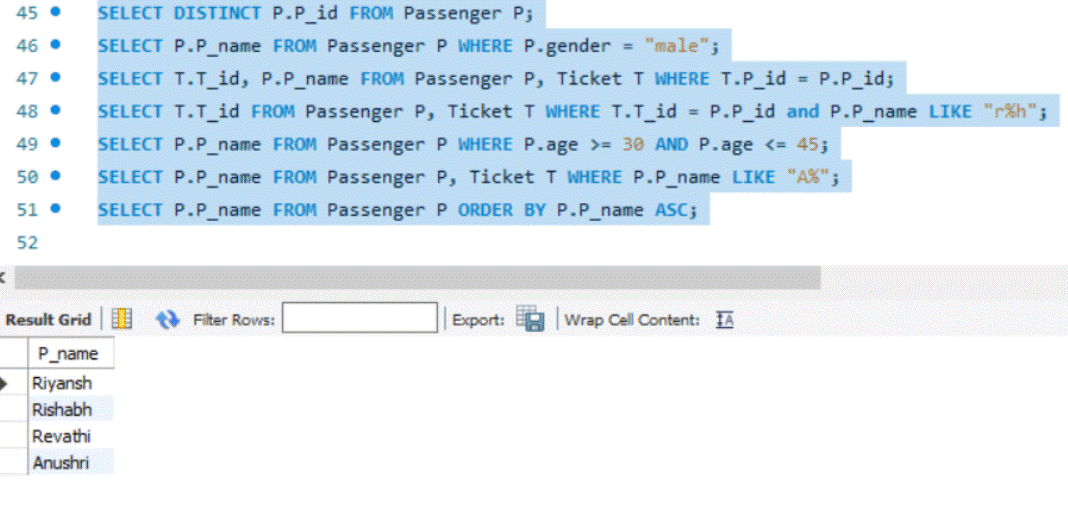 45 SELECT DISTINCT P.P_id FROM Passenger P;
46 SELECT P.P_name FROM Passenger P WHERE P.gender = "male";
47 SELECT T.T_id, P.P_name FROM Passenger P, Ticket T WHERE T.P_id = P.P_id;
48 SELECT T.T_id FROM Passenger P, Ticket T WHERE T.T_id = P.P_id and P.P_name LIKE "r%h";
49 SELECT P.P_name FROM Passenger P WHERE P.age >= 30 AND P.age <= 45;
50 SELECT P.P_name FROM Passenger P, Ticket T WHERE P.P_name LIKE "A%";
51 SELECT P.P_name FROM Passenger P ORDER BY P.P_name ASC;
52
Result Grid Filter Rows: Export: Wrap Cell Content: IA
P_name
Riyansh
Rishabh
Revathi
Anushri